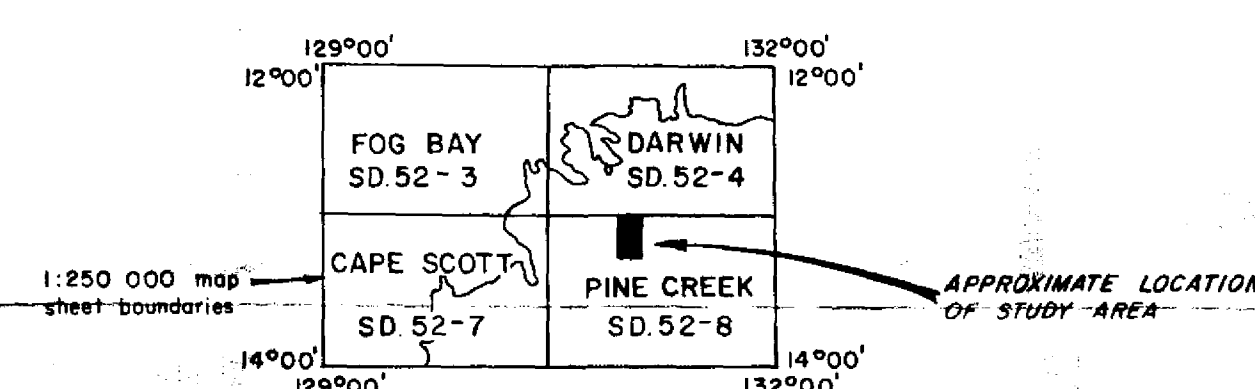 129°00' 132°00'
12°00' 12°00'
FOG BAY DARWIN
SD.52-3 SD.52-4
CAPE SCOTT
1:250 000 map
sheet boundaries
PINE CREEK
APPROXIMATE LOCATION
OF STUDY AREA
SD.52-7 SD.52-8
14°00' 14°00'
129°00' 132°00'